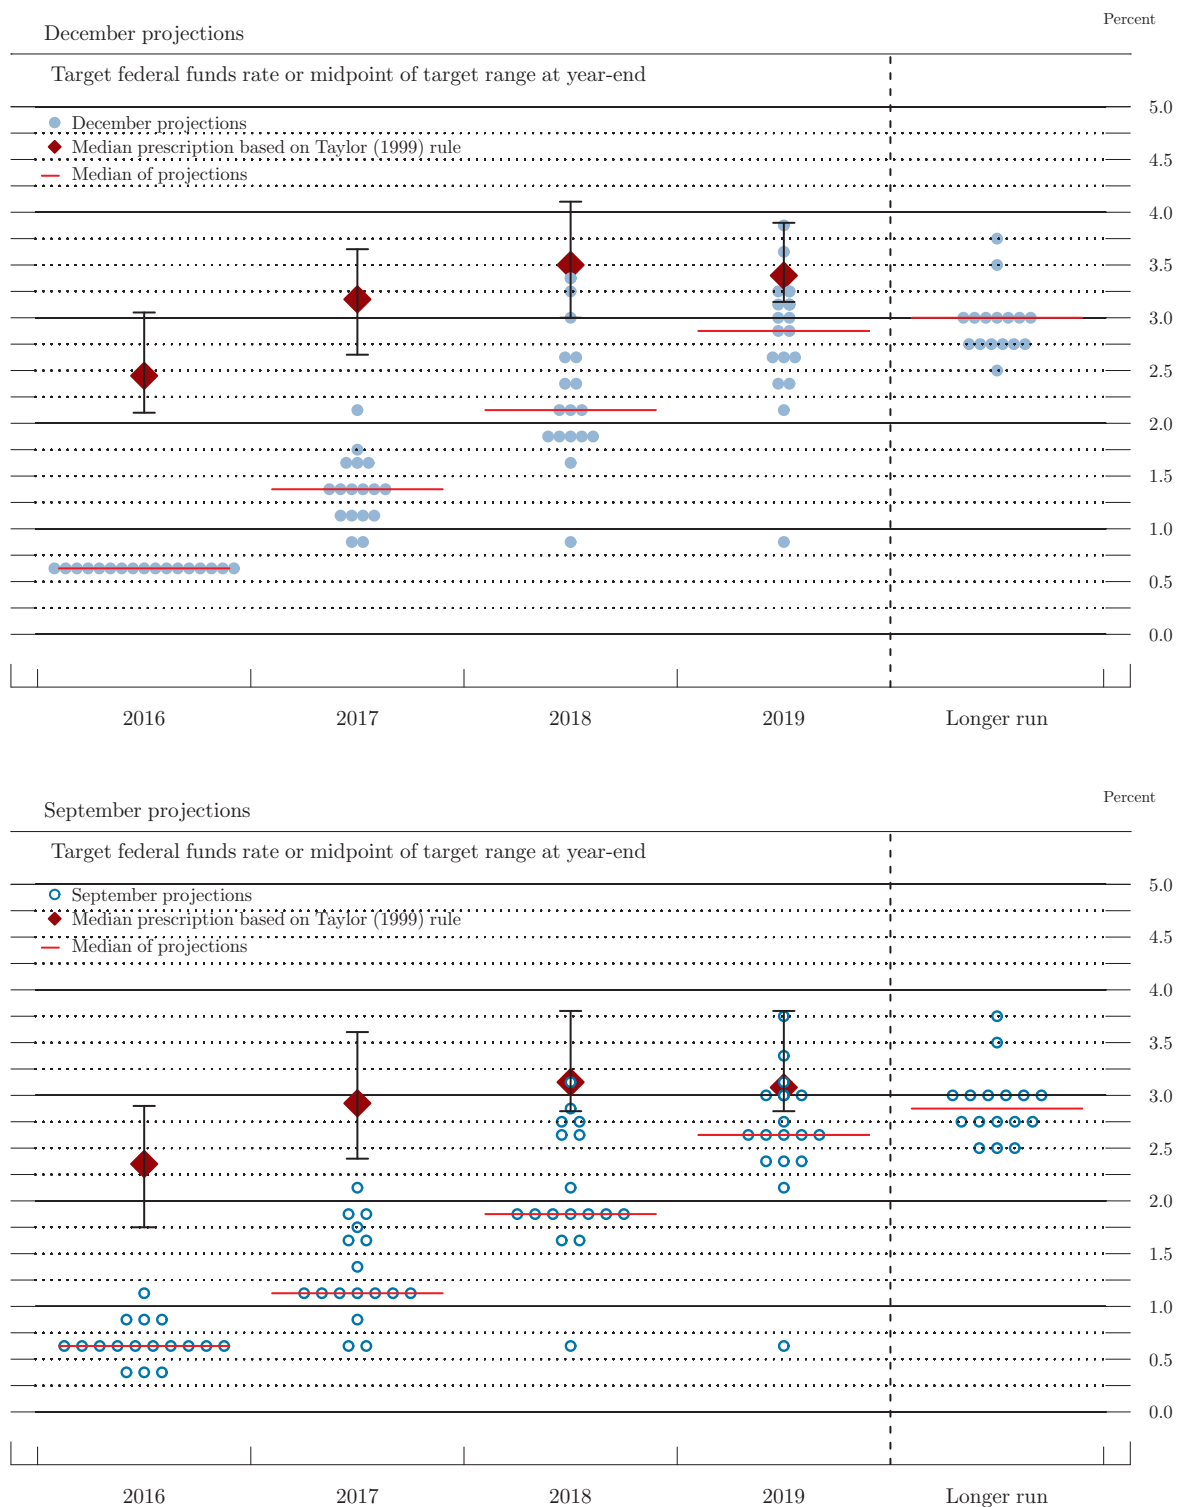 Percent
December projections
Target federal funds rate or midpoint of target range at year-end
December projections
Median prescription based on Taylor (1999) rule
Median of projections
5.0
4.5
4.0
3.5
3.0
2.5
2.0
1.5
1.0
0.5
0.0
2016 2017 2018 2019 Longer run
Percent
September projections
Target federal funds rate or midpoint of target range at year-end
September projections
Median prescription based on Taylor (1999) rule
Median of projections
5.0
4.5
4.0
3.5
3.0
2.5
2.0
1.5
1.0
0.5
0.0
2016 2017 2018 2019 Longer run